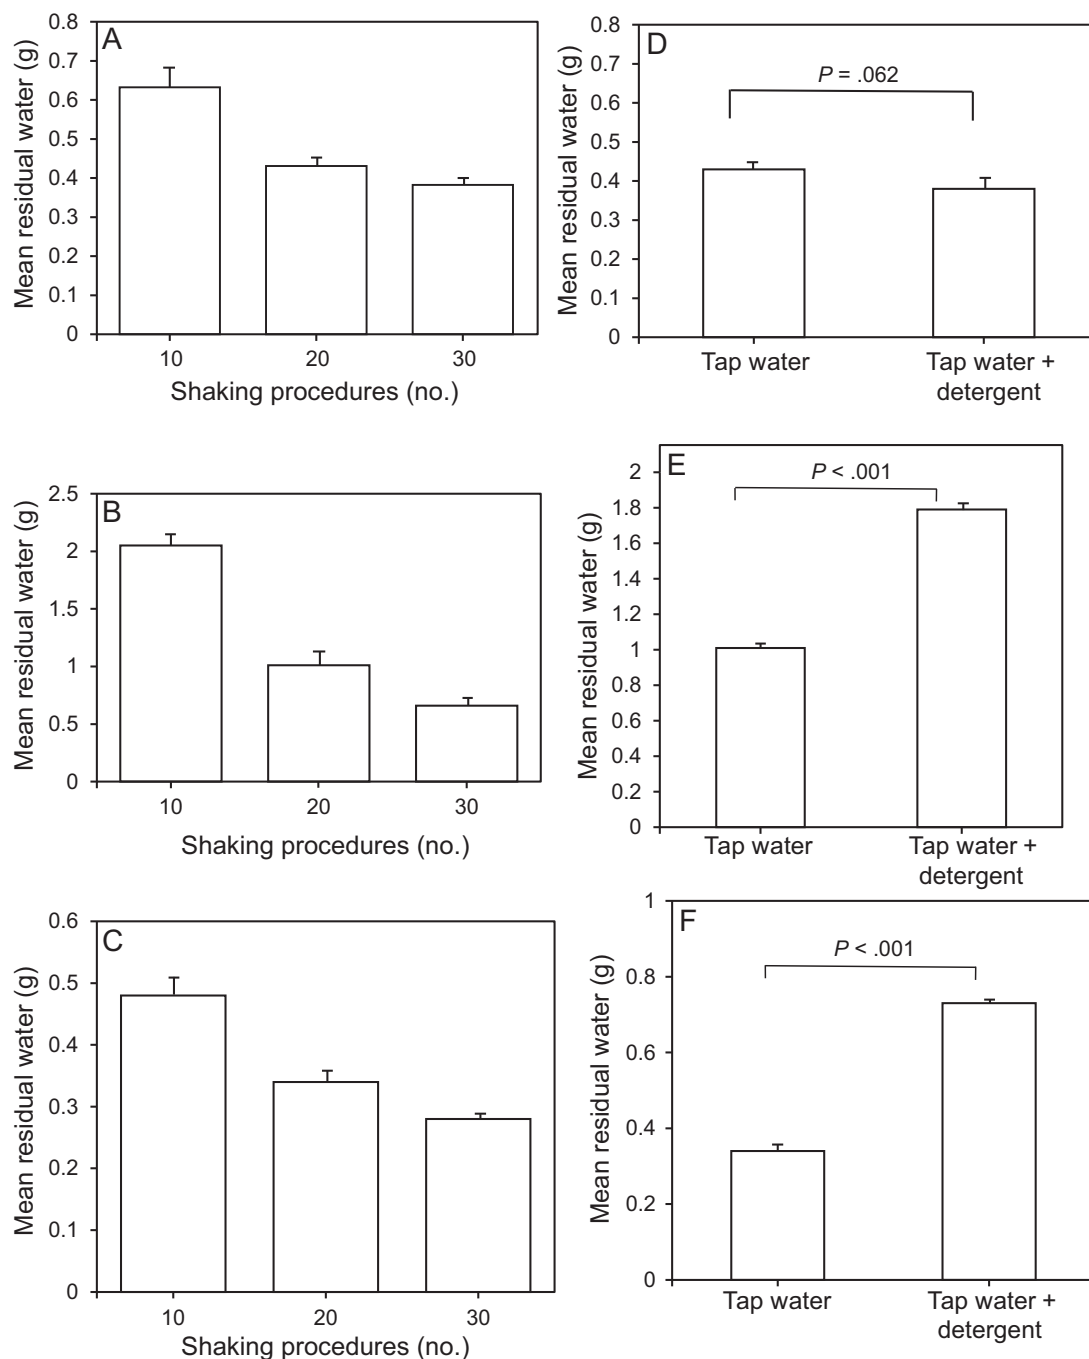 A
Mean residual water (g)
0.8
0.7
0.6
0.5
0.4
0.3
0.2
0.1
0
10
20
30
Shaking procedures (no.)
D
Mean residual water (g)
0.8
0.7
0.6
0.5
0.4
0.3
0.2
0.1
0
P = .062
Tap water
Tap water +
detergent
B
Mean residual water (g)
2.5
2
1.5
1
0.5
0
10
20
30
Shaking procedures (no.)
E
Mean residual water (g)
2
1.8
1.6
1.4
1.2
1
0.8
0.6
0.4
0.2
0
P < .001
Tap water
Tap water +
detergent
C
Mean residual water (g)
0.6
0.5
0.4
0.3
0.2
0.1
0
10
20
30
Shaking procedures (no.)
F
Mean residual water (g)
1
0.8
0.6
0.4
0.2
0
P < .001
Tap water
Tap water +
detergent